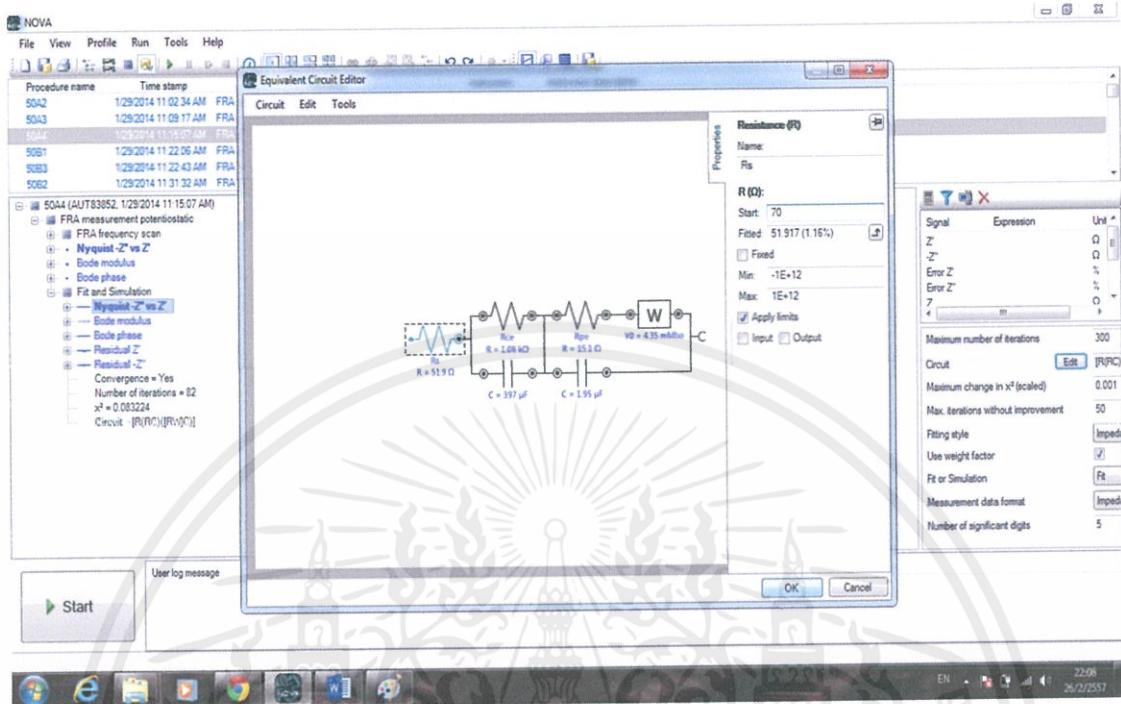 NOVA
File View Profile Run Tools Help
Procedure name Time stamp
50A2 1/29/2014 11:02:34 AM FRA
50A3 1/29/2014 11:09:17 AM FRA
50A4 1/29/2014 11:15:07 AM FRA
50B1 1/29/2014 11:22:06 AM FRA
50B3 1/29/2014 11:22:43 AM FRA
50B2 1/29/2014 11:31:32 AM FRA
50A4 (AUT83852, 1/29/2014 11:15:07 AM)
FRA measurement potentiostatic
FRA frequency scan
Nyquist -Z" vs Z'
Bode modulus
Bode phase
Fit and Simulation
Nyquist -Z" vs Z'
Bode modulus
Bode phase
Residual Z'
Residual -Z"
Convergence = Yes
Number of iterations = 82
x² = 0.083224
Circuit
Equivalent Circuit Editor
Circuit Edit Tools
Rs
R = 51.9 Ω
Rce
R = 1.08 kΩ
C = 397 µF
Rpe
R = 15.1 Ω
C = 1.95 µF
W
Y0 = 4.35 mMho
C
Properties
Resistance (R)
Name:
Rs
R (Ω):
Start: 70
Fitted: 51.917 (1.16%)
Fixed
Min: -1E+12
Max: 1E+12
Apply limits
Input Output
OK Cancel
Signal Expression Unit
Z' Ω
-Z" Ω
Error Z' %
Error Z" %
Z Ω
Maximum number of iterations 300
Circuit Edit
Maximum change in x² (scaled) 0.001
Max. iterations without improvement 50
Fitting style Imped
Use weight factor
Fit or Simulation Fit
Measurement data format Imped
Number of significant digits 5
Start
User log message
EN 22:06
26/2/2557